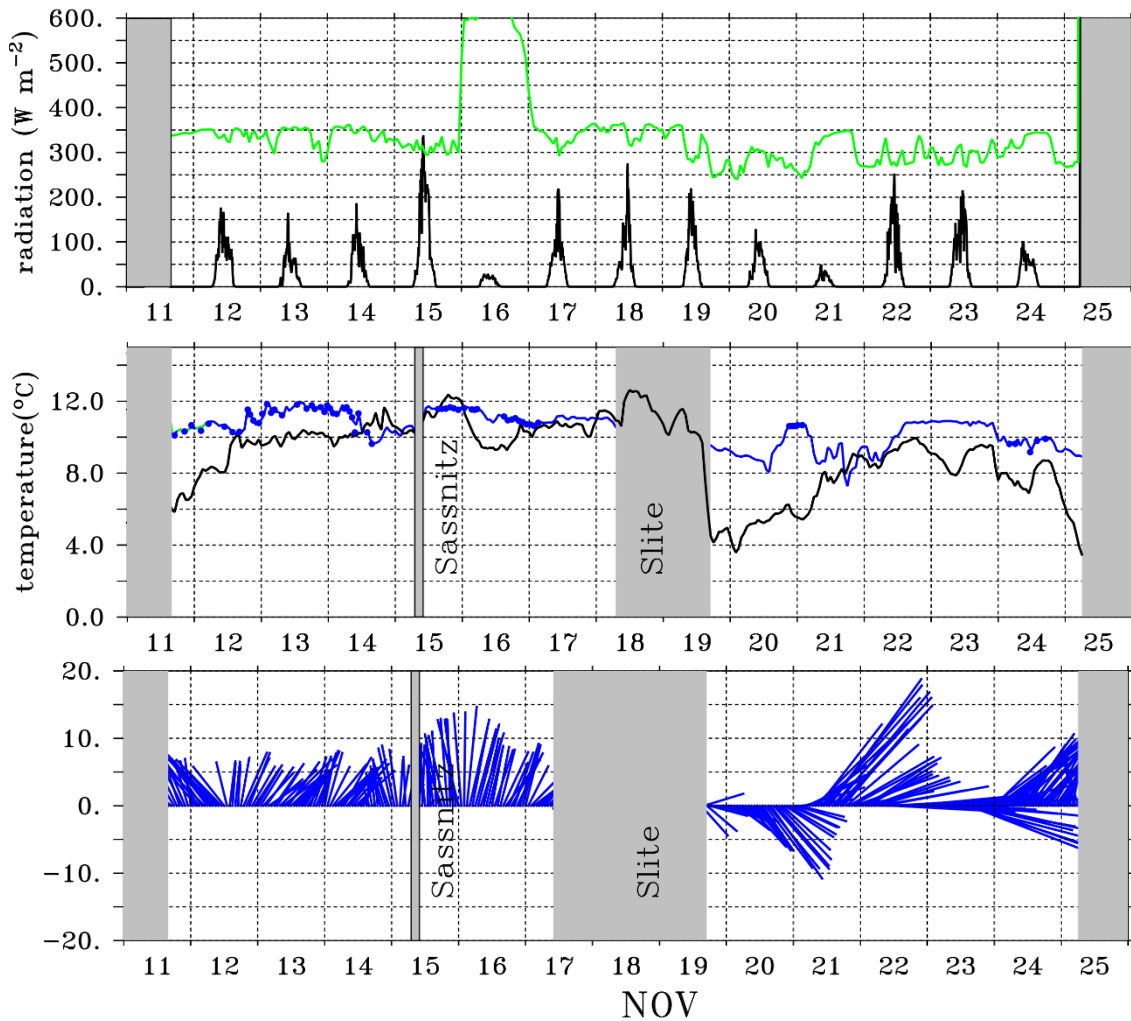 600.
500.
400.
300.
200.
100.
0.
radiation (W m⁻²)
11 12 13 14 15 16 17 18 19 20 21 22 23 24 25
12.0
8.0
4.0
0.0
temperature(°C)
Sassnitz
Slite
11 12 13 14 15 16 17 18 19 20 21 22 23 24 25
20.
10.
0.
-10.
-20.
Sassnitz
Slite
11 12 13 14 15 16 17 18 19 20 21 22 23 24 25
NOV